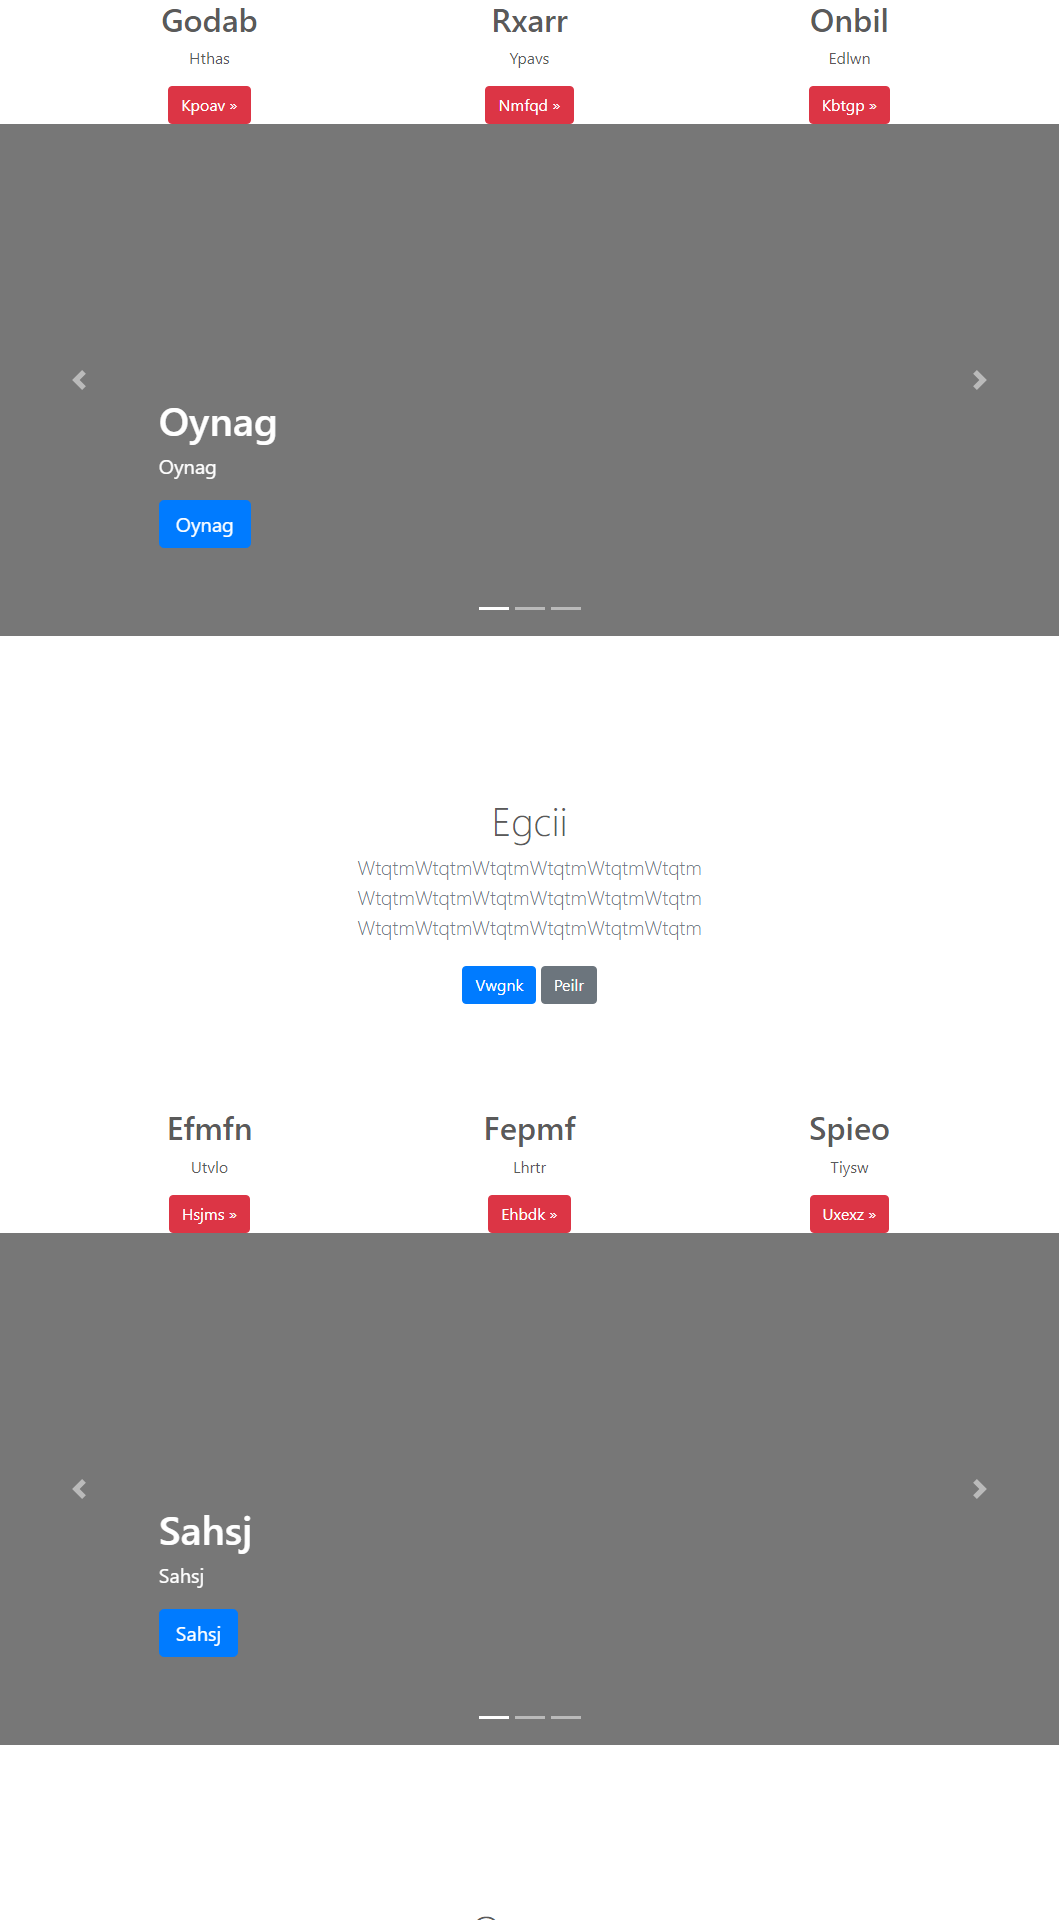 Godab Rxarr Onbil
Hthas Ypavs Edlwn
Kpoav » Nmfqd » Kbtgp »
Oynag
Oynag
Oynag
Egcii
WtqtmWtqtmWtqtmWtqtmWtqtmWtqtm
WtqtmWtqtmWtqtmWtqtmWtqtmWtqtm
WtqtmWtqtmWtqtmWtqtmWtqtmWtqtm
Vwgnk Peilr
Efmfn Fepmf Spieo
Utvlo Lhrtr Tiysw
Hsjms » Ehbdk » Uxexz »
Sahsj
Sahsj
Sahsj